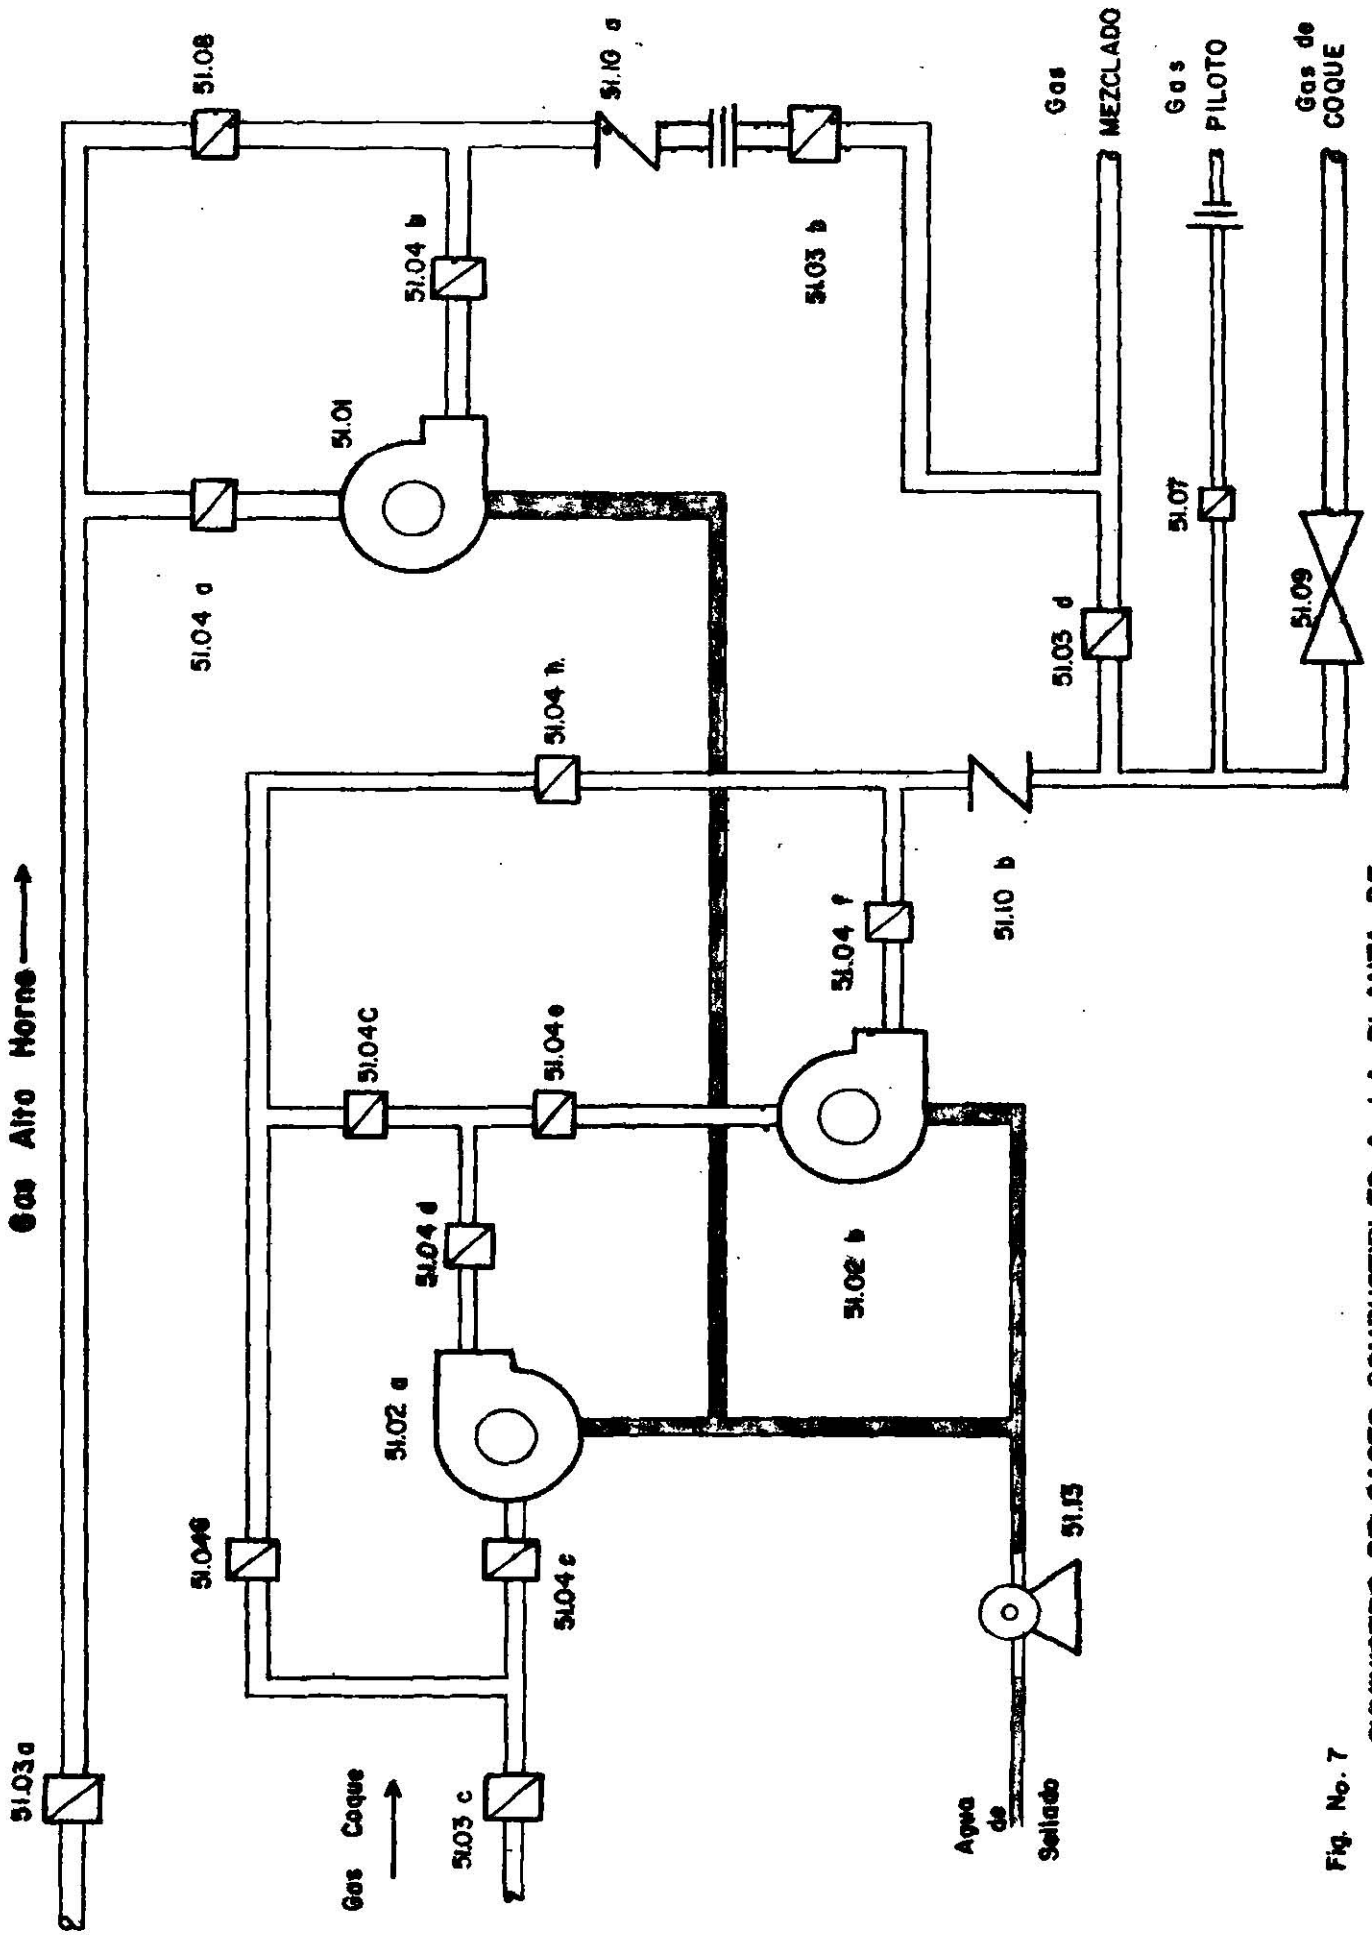 Gas Alto Horno
51.03a
51.08
51.04 a
51.01
51.04 b
51.10 a
51.03 b
51.04G
51.04C
51.04 h
51.02 a
51.04 d
51.04 e
51.04 c
Gas Coque
51.03 c
51.04 f
51.02 b
51.10 b
51.03 d
Gas
MEZCLADO
51.07
Gas
PILOTO
51.09
Gas de
COQUE
51.13
Agua
de
Sellado
Fig. No. 7